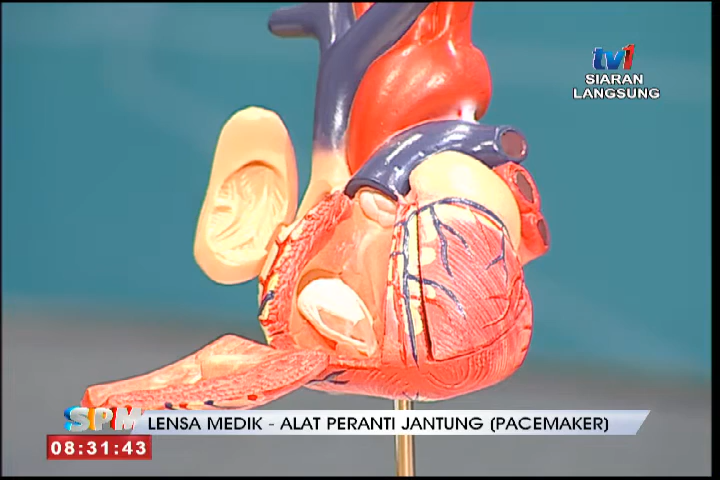 tv1
SIARAN
LANGSUNG
SPM
LENSA MEDIK - ALAT PERANTI JANTUNG (PACEMAKER)
08:31:43